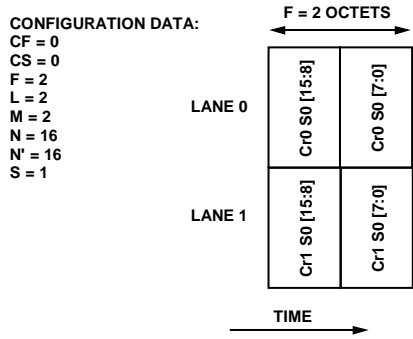 CONFIGURATION DATA:
CF = 0
CS = 0
F = 2
L = 2
M = 2
N = 16
N' = 16
S = 1
F = 2 OCTETS
LANE 0
Cr0 S0 [15:8]
Cr0 S0 [7:0]
LANE 1
Cr1 S0 [15:8]
Cr1 S0 [7:0]
TIME